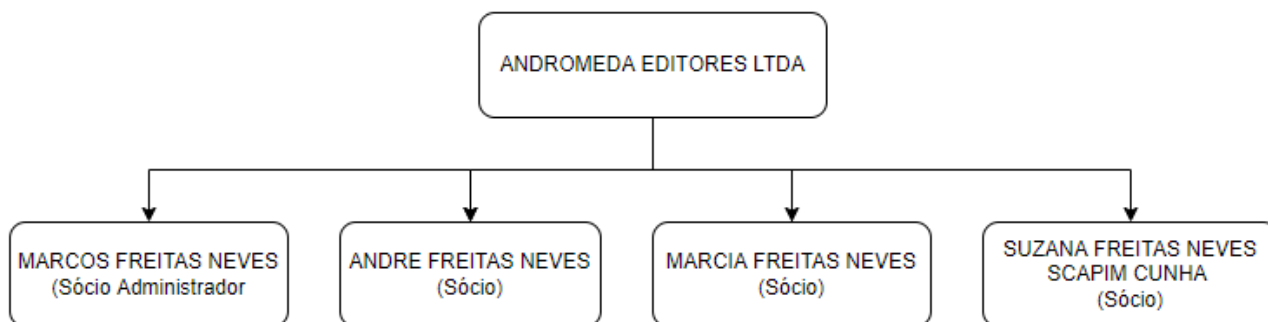 ANDROMEDA EDITORES LTDA
MARCOS FREITAS NEVES
(Sócio Administrador
ANDRE FREITAS NEVES
(Sócio)
MARCIA FREITAS NEVES
(Sócio)
SUZANA FREITAS NEVES
SCAPIM CUNHA
(Sócio)